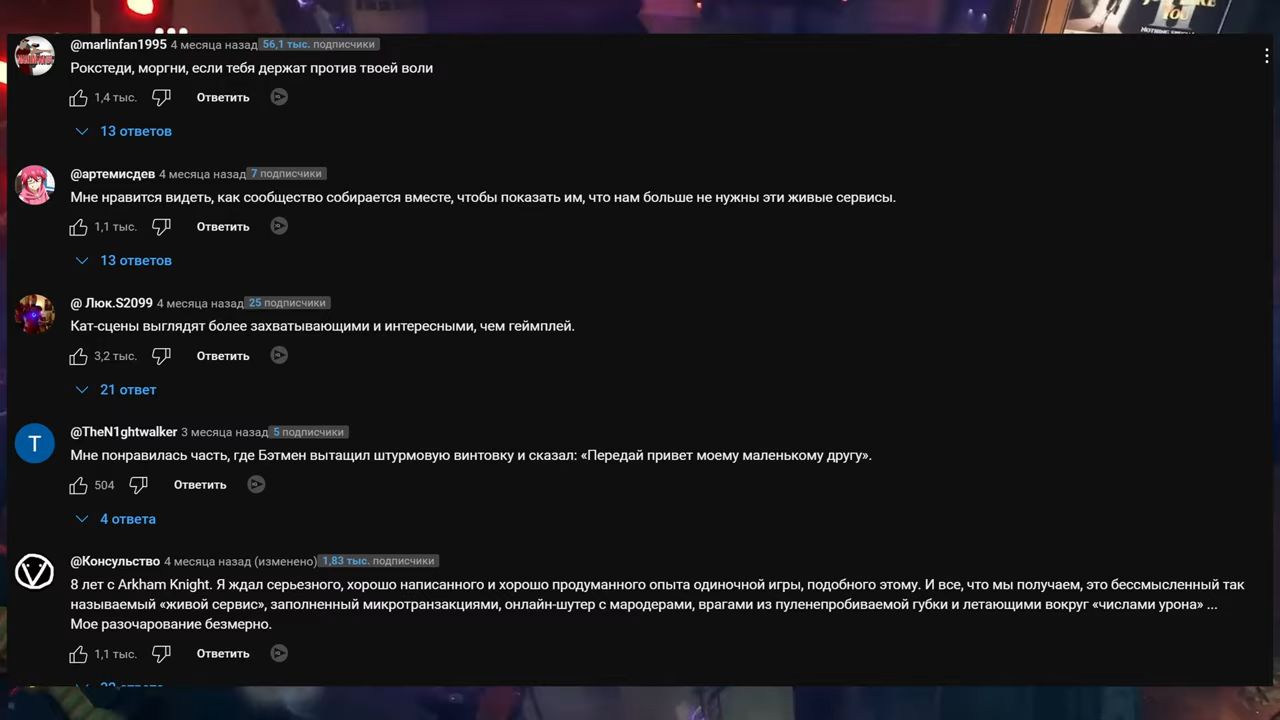 YOU
NOTHING
@marlinfan1995 4 месяца назад 56,1 тыс. подписчики
Рокстеди, моргни, если тебя держат против твоей воли
1,4 тыс. Ответить
13 ответов
@артемисдев 4 месяца назад 7 подписчики
Мне нравится видеть, как сообщество собирается вместе, чтобы показать им, что нам больше не нужны эти живые сервисы.
1,1 тыс. Ответить
13 ответов
@ Люк.S2099 4 месяца назад 25 подписчики
Кат-сцены выглядят более захватывающими и интересными, чем геймплей.
3,2 тыс. Ответить
21 ответ
T
@TheN1ghtwalker 3 месяца назад 5 подписчики
Мне понравилась часть, где Бэтмен вытащил штурмовую винтовку и сказал: «Передай привет моему маленькому другу».
504 Ответить
4 ответа
@Консульство 4 месяца назад (изменено) 1,83 тыс. подписчики
8 лет с Arkham Knight. Я ждал серьезного, хорошо написанного и хорошо продуманного опыта одиночной игры, подобного этому. И все, что мы получаем, это бессмысленный так
называемый «живой сервис», заполненный микротранзакциями, онлайн-шутер с мародерами, врагами из пуленепробиваемой губки и летающими вокруг «числами урона» ...
Мое разочарование безмерно.
1,1 тыс. Ответить